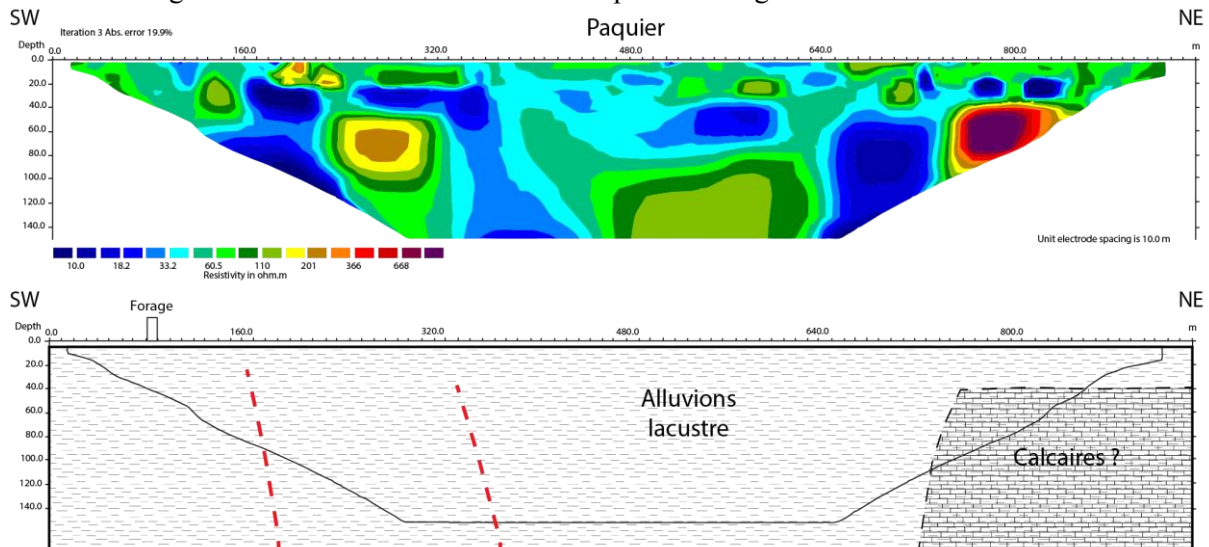 SW
NE
Iteration 3 Abs. error 19.9%
Paquier
Depth 0.0 160.0 320.0 480.0 640.0 800.0 m
0.0
20.0
40.0
60.0
80.0
100.0
120.0
140.0
Unit electrode spacing is 10.0 m
10.0 18.2 33.2 60.5 110 201 366 668
Resistivity in ohm.m
SW
NE
Forage
Depth 0.0 160.0 320.0 480.0 640.0 800.0 m
0.0
20.0
40.0
60.0
80.0
100.0
120.0
140.0
Alluvions
lacustre
Calcaires ?